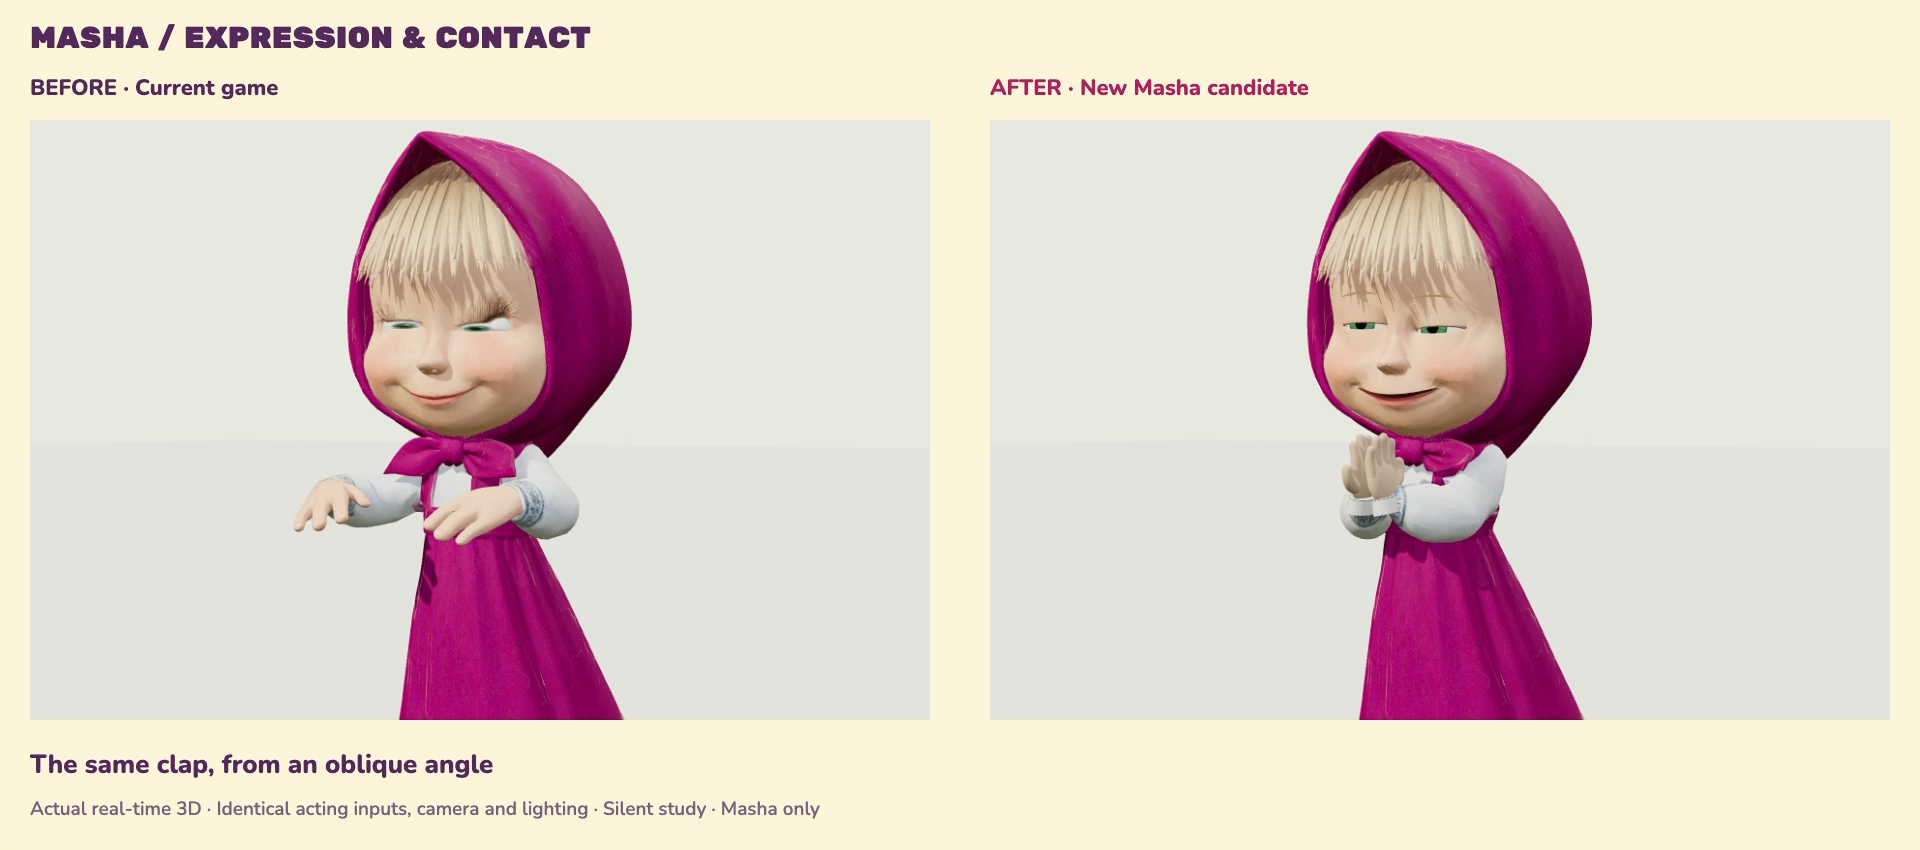 MASHA / EXPRESSION & CONTACT
BEFORE · Current game
AFTER · New Masha candidate
The same clap, from an oblique angle
Actual real-time 3D · Identical acting inputs, camera and lighting · Silent study · Masha only